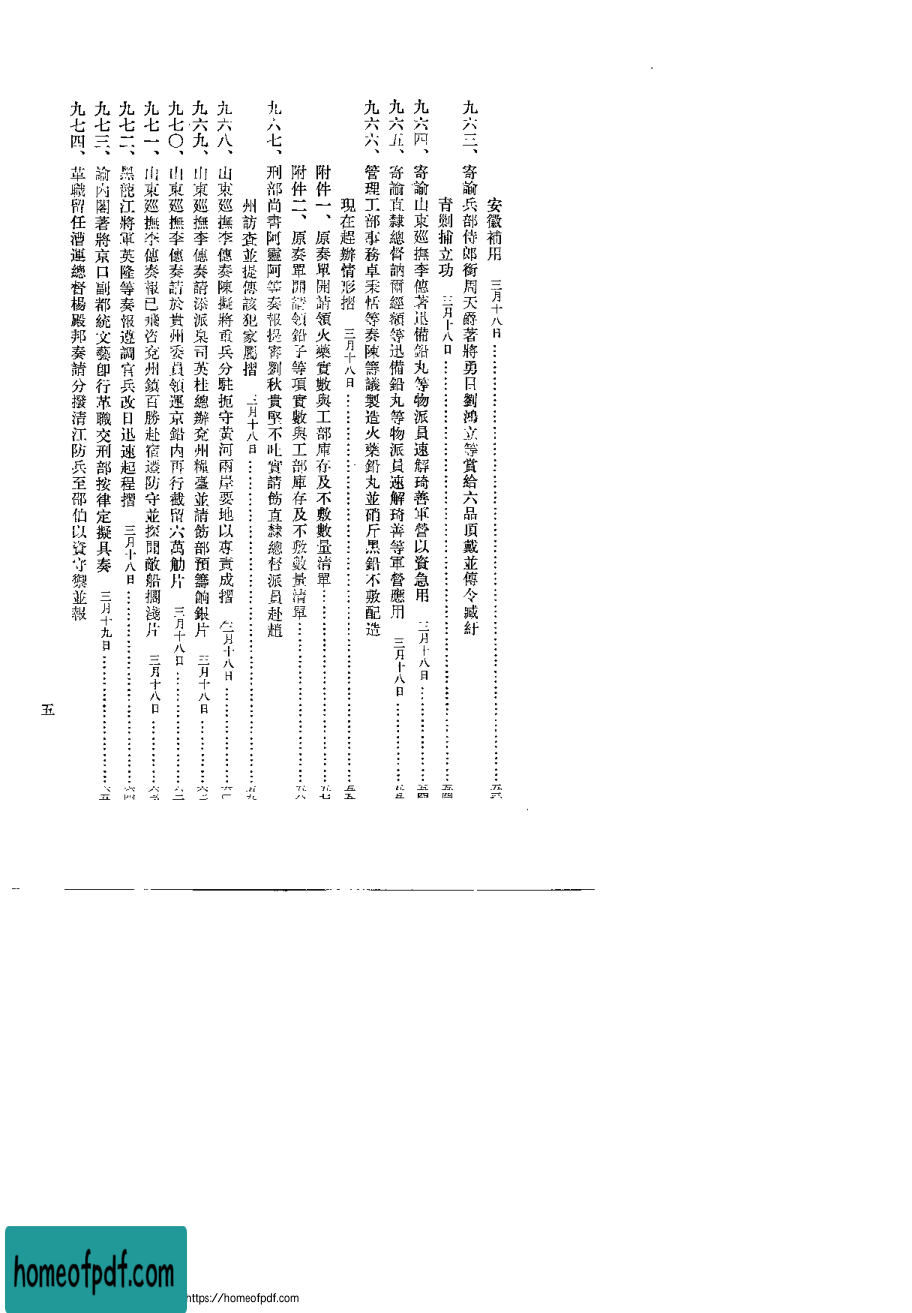 安徽補用 三月十八日……五三
九六三、寄諭兵部侍郎銜周天爵著將勇目劉鴻立等賞給六品頂戴並傳令臧紆
青剿捕立功 三月十八日……五四
九六四、寄諭山東巡撫李僡著迅備鉛丸等物派員速解琦善軍營以資急用 三月十八日……五四
九六五、寄諭直隸總督訥爾經額等迅備鉛丸等物派員速解琦善等軍營應用 三月十八日……五五
九六六、管理工部事務卓秉恬等奏陳籌議製造火藥鉛丸並硝斤黑鉛不敷配造
現在趕辦情形摺 三月十八日……五五
附件一、原奏單開請領火藥實數與工部庫存及不敷數量清單……五七
附件二、原奏單開請領鉛子等項實數與工部庫存及不敷數量清單……五八
九六七、刑部尚書阿靈阿等奏報提審劉秋貴堅不吐實請飭直隸總督派員赴趙
州訪查並提傳該犯家屬摺 三月十八日……五九
九六八、山東巡撫李僡奏陳擬將重兵分駐扼守黃河兩岸要地以專責成摺 三月十八日……六〇
九六九、山東巡撫李僡奏請添派臬司英桂總辦兗州糧臺並請飭部預籌餉銀片 三月十八日……六二
九七〇、山東巡撫李僡奏請於貴州委員領運京鉛內再行截留六萬觔片 三月十八日……六二
九七一、山東巡撫李僡奏報已飛咨兗州鎮百勝赴宿遷防守並探聞敵船擱淺片 三月十八日……六三
九七二、黑龍江將軍英隆等奏報遵調官兵改日迅速起程摺 三月十八日……六四
九七三、諭內閣著將京口副都統文藝卽行革職交刑部按律定擬具奏 三月十九日……六五
九七四、革職留任漕運總督楊殿邦奏請分撥清江防兵至邵伯以資守禦並報
五
homeofpdf.com
https://homeofpdf.com